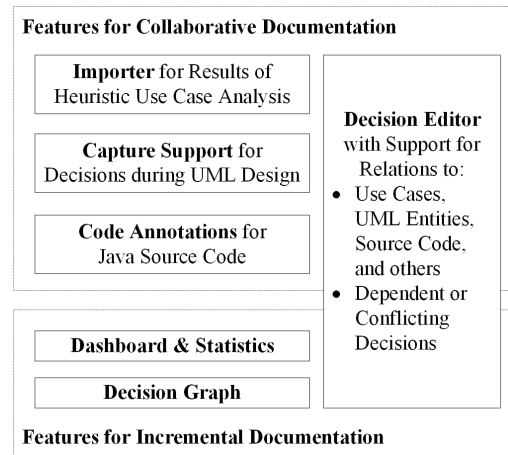 Features for Collaborative Documentation
Importer for Results of
Heuristic Use Case Analysis
Capture Support for
Decisions during UML Design
Code Annotations for
Java Source Code
Decision Editor
with Support for
Relations to:
• Use Cases,
UML Entities,
Source Code,
and others
• Dependent or
Conflicting
Decisions
Dashboard & Statistics
Decision Graph
Features for Incremental Documentation